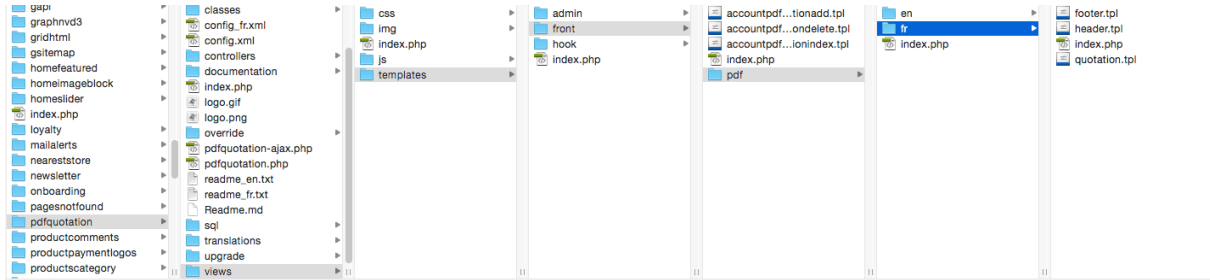 gapi
graphnvd3
gridhtml
gsitemap
homefeatured
homeimageblock
homeslider
index.php
loyalty
mailalerts
neareststore
newsletter
onboarding
pagesnotfound
pdfquotation
productcomments
productpaymentlogos
productscategory
classes
config_fr.xml
config.xml
controllers
documentation
index.php
logo.gif
logo.png
override
pdfquotation-ajax.php
pdfquotation.php
readme_en.txt
readme_fr.txt
Readme.md
sql
translations
upgrade
views
css
img
index.php
js
templates
admin
front
hook
index.php
accountpdf...tionadd.tpl
accountpdf...ondelete.tpl
accountpdf...ionindex.tpl
index.php
pdf
en
fr
index.php
footer.tpl
header.tpl
index.php
quotation.tpl